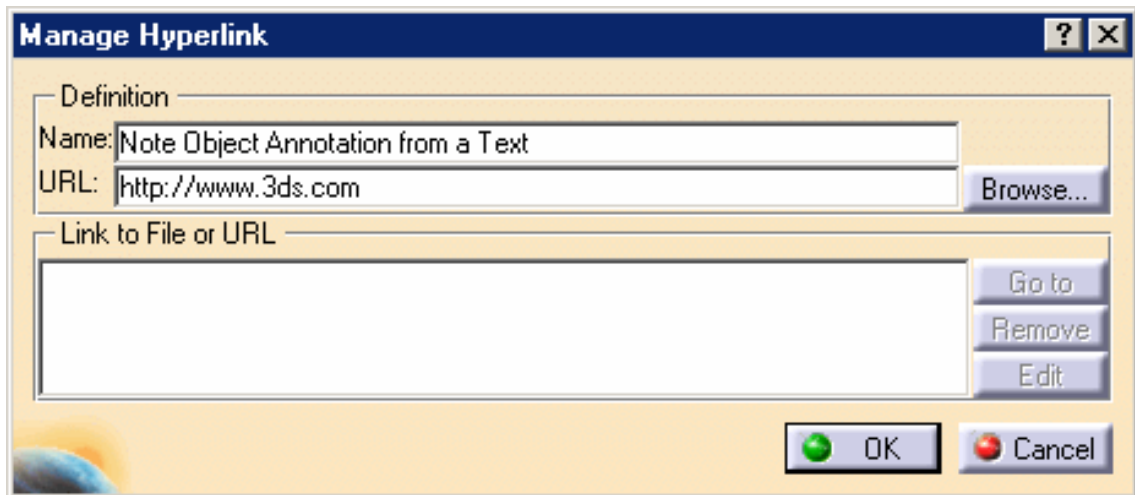 Manage Hyperlink
Definition
Name: Note Object Annotation from a Text
URL: http://www.3ds.com Browse...
Link to File or URL
Go to
Remove
Edit
OK Cancel